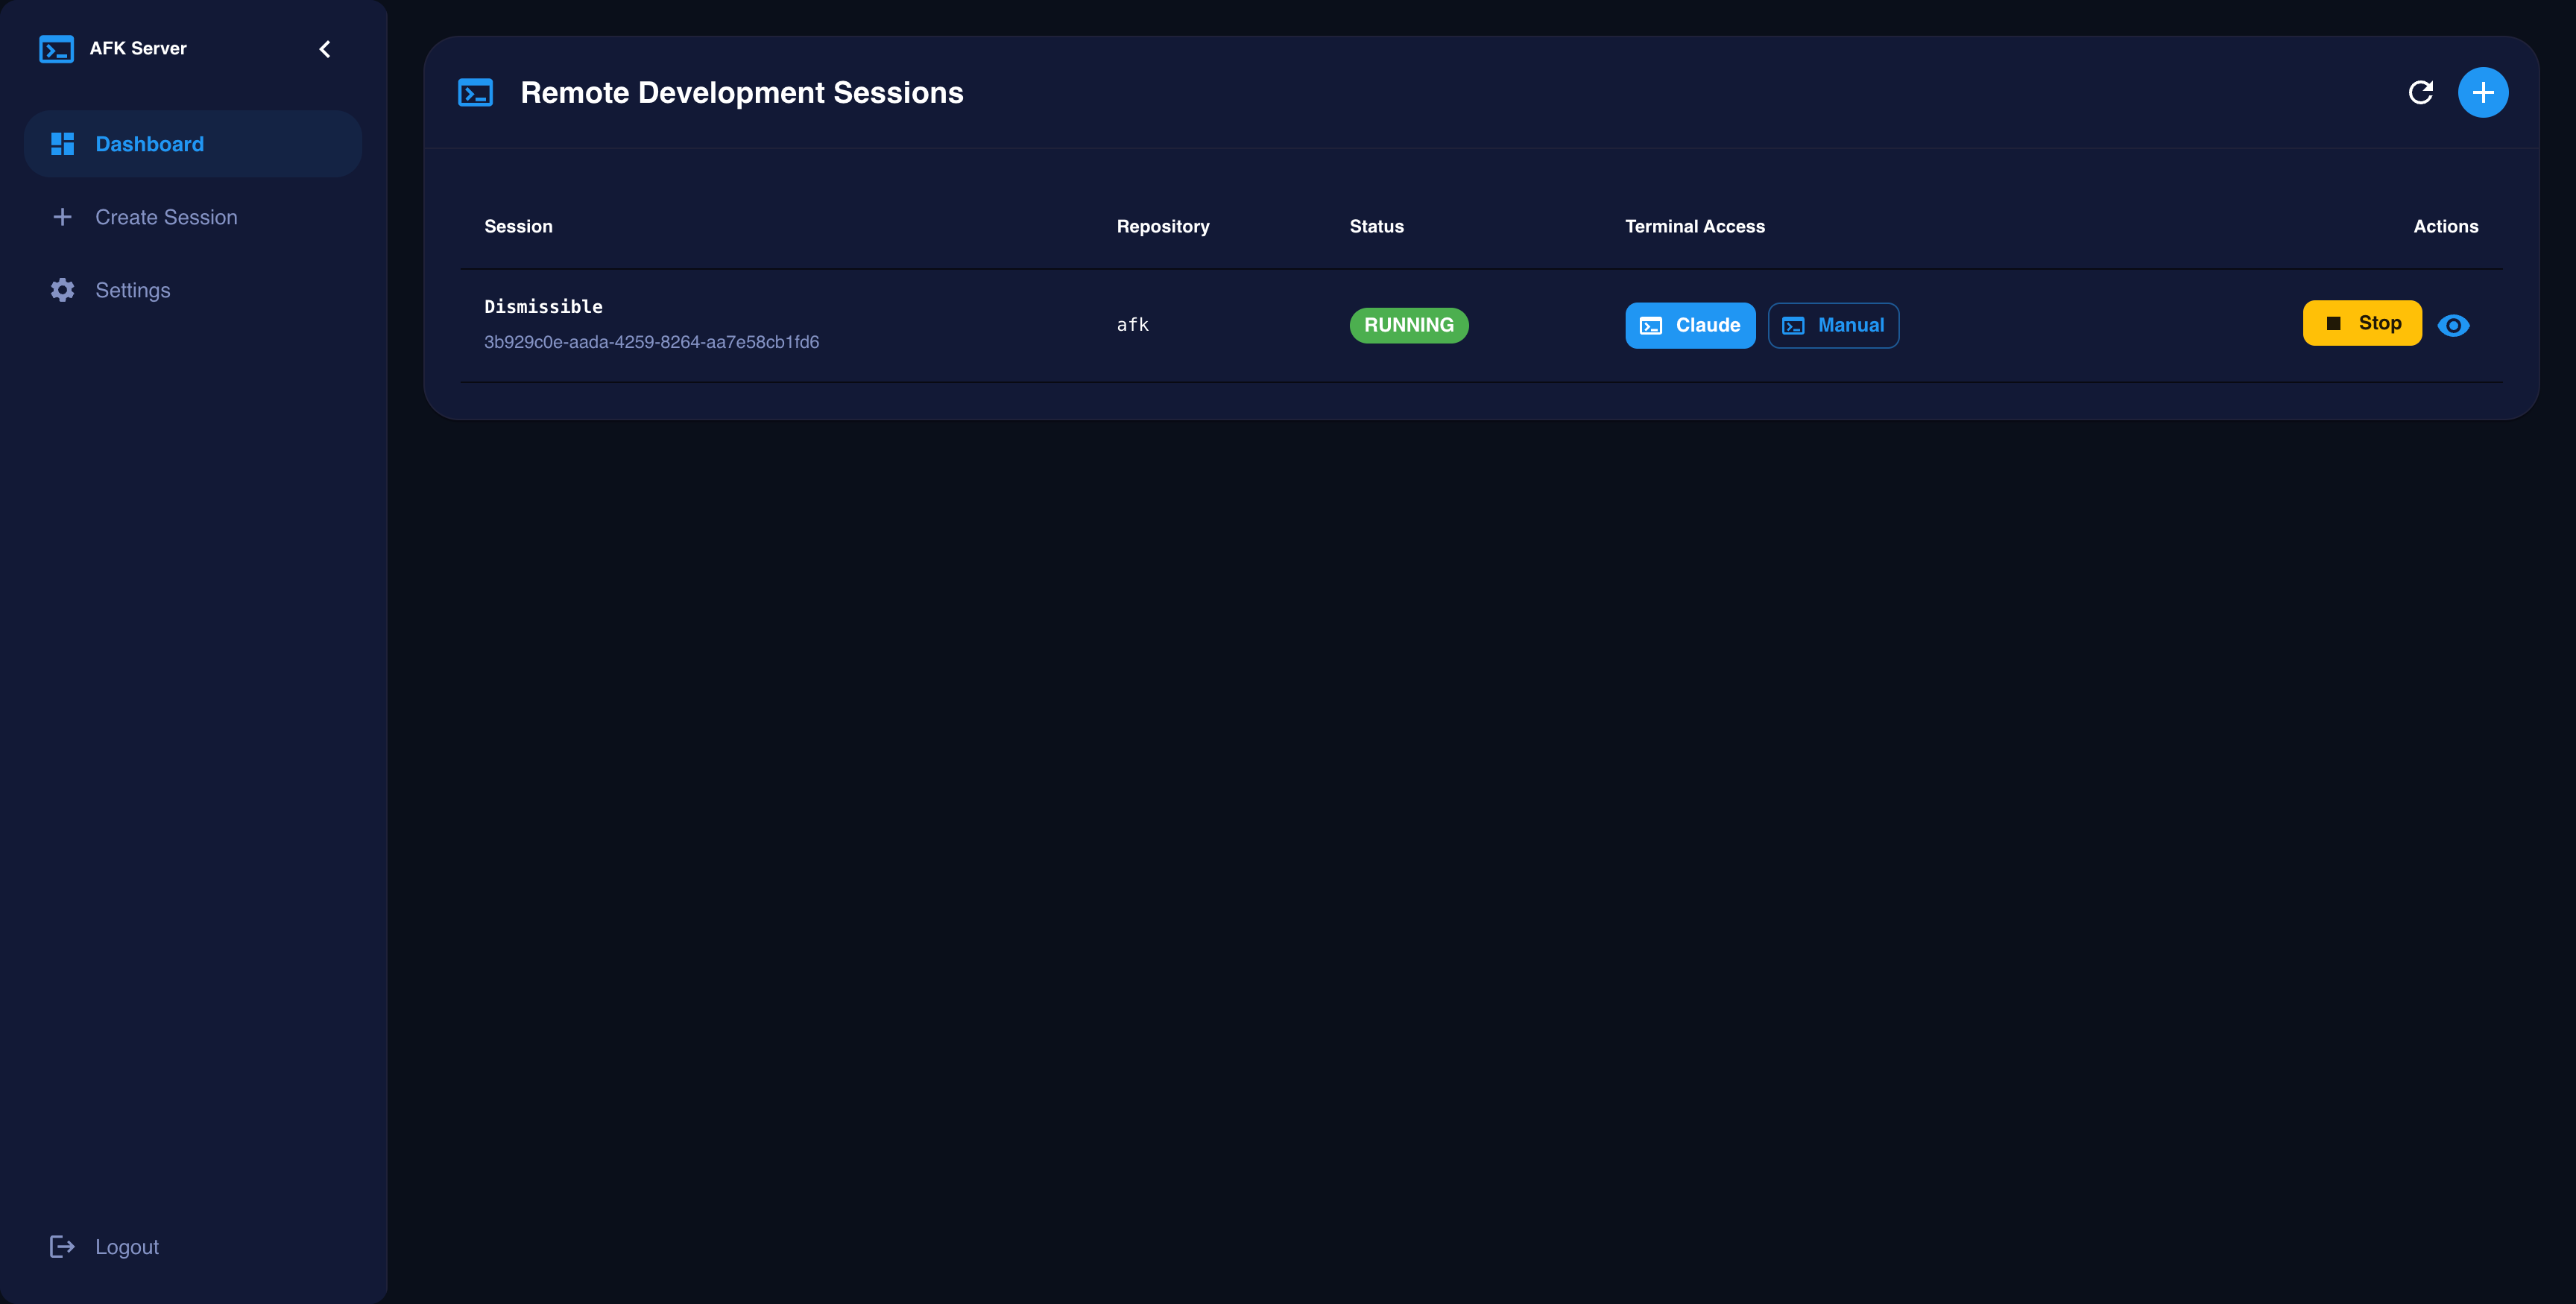 AFK Server
Dashboard
Create Session
Settings
Logout
Remote Development Sessions
Session Repository Status Terminal Access Actions
Dismissible
3b929c0e-aada-4259-8264-aa7e58cb1fd6
afk
RUNNING
Claude
Manual
Stop